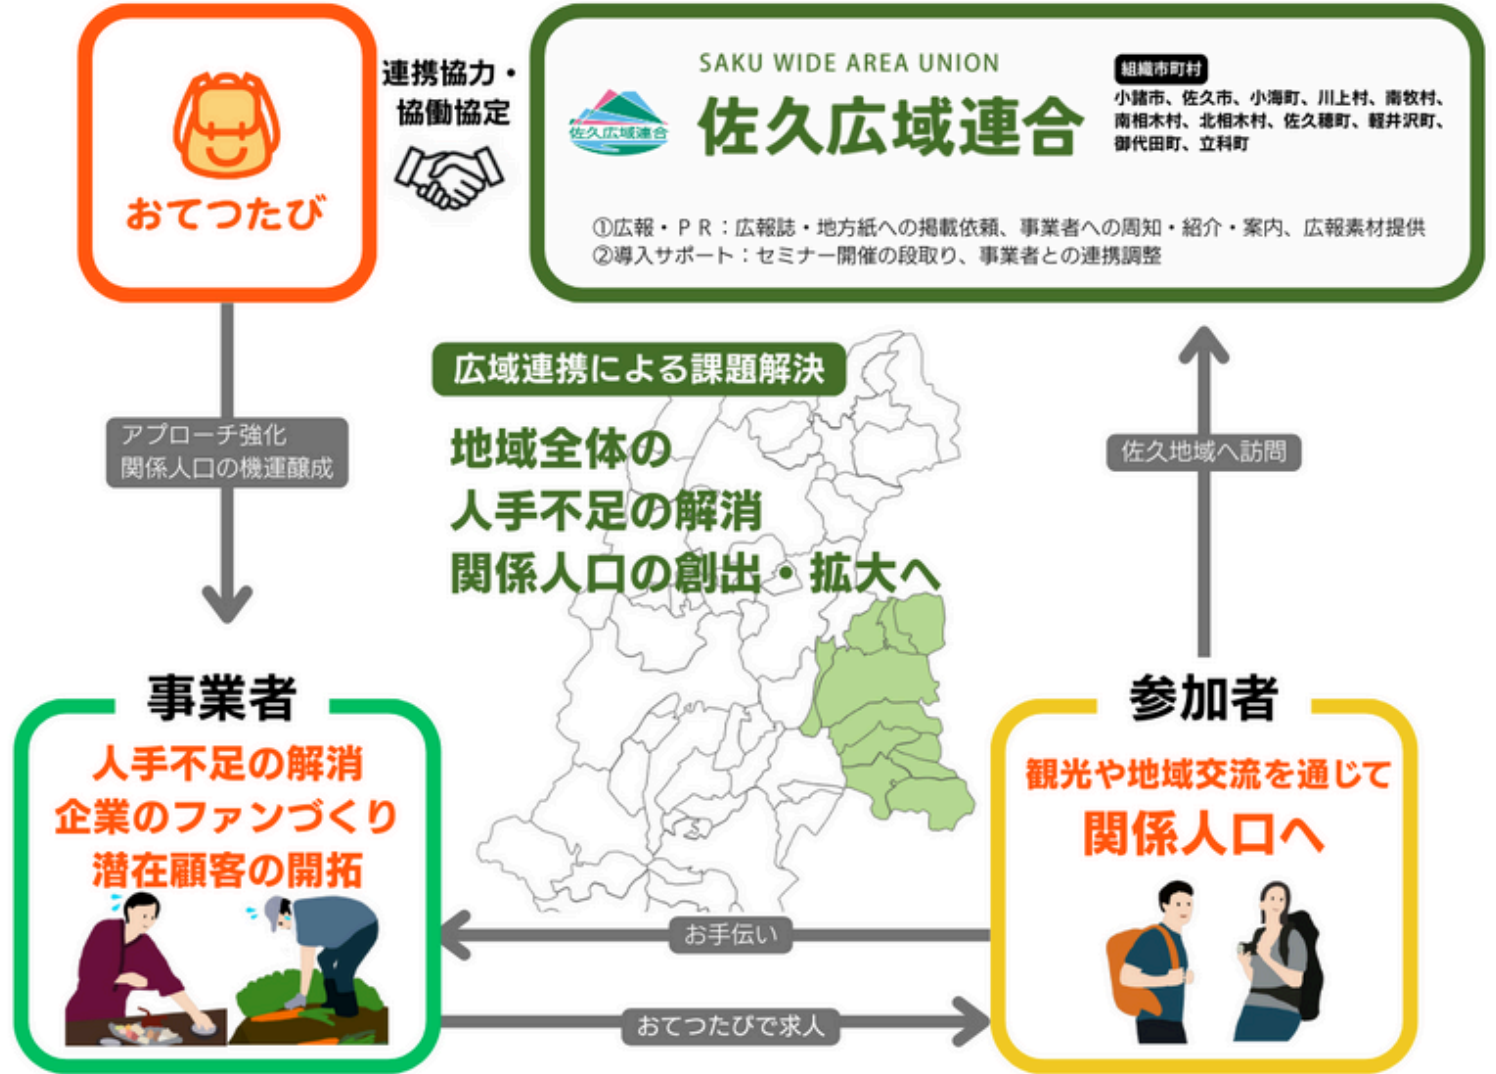 おてつたび
連携協力・
協働協定
SAKU WIDE AREA UNION
佐久広域連合
佐久広域連合
組織市町村
小諸市、佐久市、小海町、川上村、南牧村、
南相木村、北相木村、佐久穂町、軽井沢町、
御代田町、立科町
①広報・ＰＲ：広報誌・地方紙への掲載依頼、事業者への周知・紹介・案内、広報素材提供
②導入サポート：セミナー開催の段取り、事業者との連携調整
広域連携による課題解決
地域全体の
人手不足の解消
関係人口の創出・拡大へ
アプローチ強化
関係人口の機運醸成
佐久地域へ訪問
事業者
人手不足の解消
企業のファンづくり
潜在顧客の開拓
参加者
観光や地域交流を通じて
関係人口へ
お手伝い
おてつたびで求人